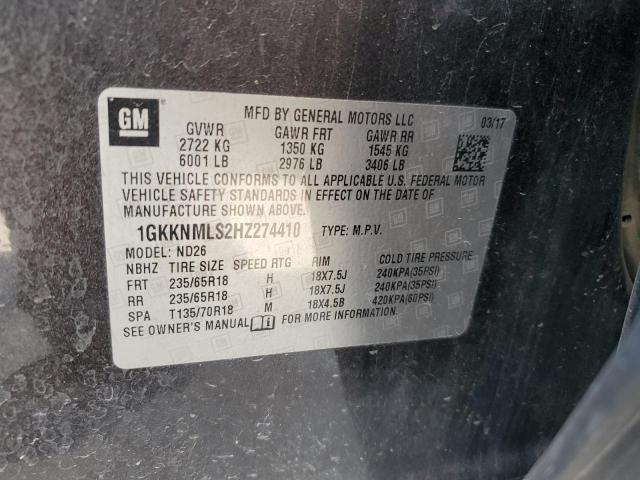 GM
MFD BY GENERAL MOTORS LLC 03/17
GVWR GAWR FRT GAWR RR
2722 KG 1350 KG 1545 KG
6001 LB 2976 LB 3406 LB
THIS VEHICLE CONFORMS TO ALL APPLICABLE U.S. FEDERAL MOTOR
VEHICLE SAFETY STANDARDS IN EFFECT ON THE DATE OF
MANUFACTURE SHOWN ABOVE.
1GKKNMLS2HZ274410 TYPE: M.P.V.
MODEL: ND26
NBHZ TIRE SIZE SPEED RTG RIM COLD TIRE PRESSURE
FRT 235/65R18 H 18X7.5J 240KPA(35PSI)
RR 235/65R18 H 18X7.5J 240KPA(35PSI)
SPA T135/70R18 M 18X4.5B 420KPA(60PSI)
SEE OWNER'S MANUAL FOR MORE INFORMATION.